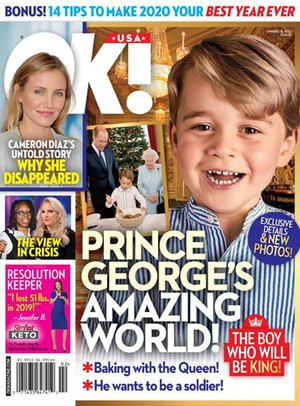 BONUS! 14 TIPS TO MAKE 2020 YOUR BEST YEAR EVER
USA
OK!
CAMERON DIAZ'S
UNTOLD STORY
WHY SHE
DISAPPEARED
THE VIEW
IN CRISIS
RESOLUTION
KEEPER
"I lost 51 lbs.
in 2019!"
—Jennifer B.
KETO
EXCLUSIVE
DETAILS
& NEW
PHOTOS!
PRINCE
GEORGE'S
AMAZING
WORLD!
THE BOY
WHO WILL
BE KING!
*Baking with the Queen!
*He wants to be a soldier!